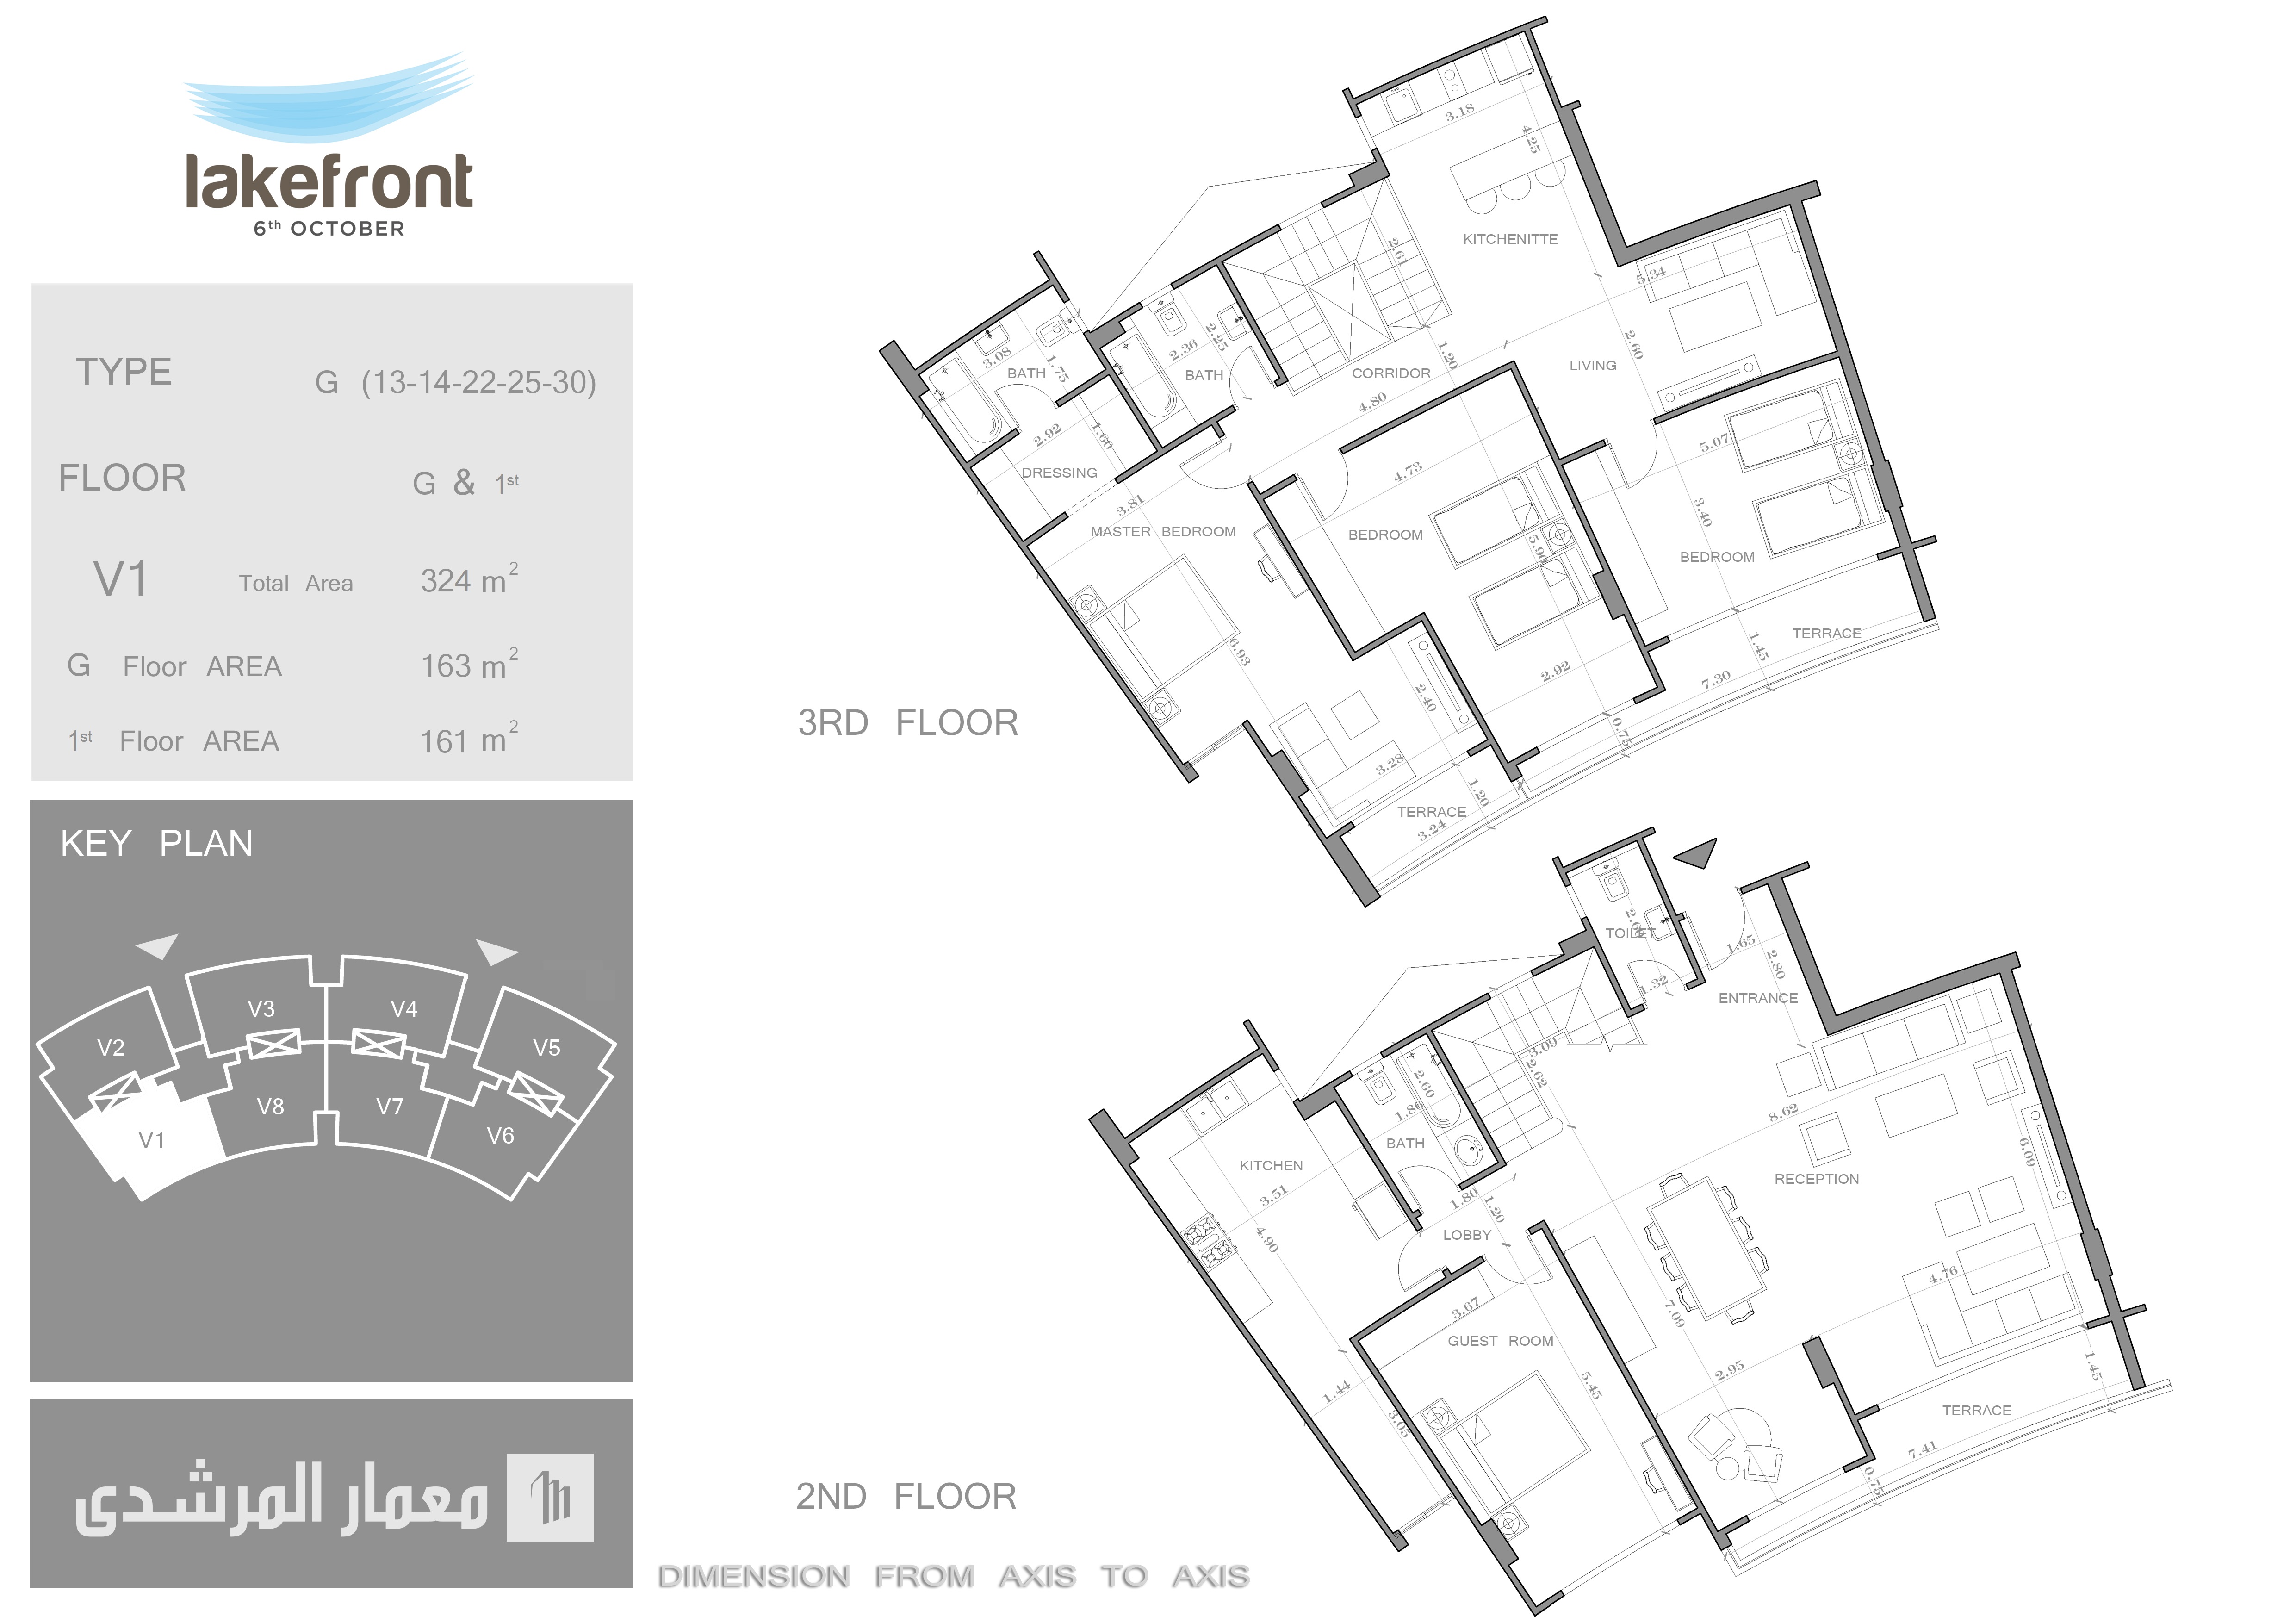 lakefront
6th OCTOBER
TYPE G (13-14-22-25-30)
FLOOR G & 1st
V1 Total Area 324 m2
G Floor AREA 163 m2
1st Floor AREA 161 m2
KEY PLAN
V3 V4
V2 V5
V8 V7
V1 V6
معمار المرشدى
3.18
4.25
KITCHENITTE
2.61
5.34
3.08
1.75
BATH
2.36
2.25
BATH
1.20
CORRIDOR
2.60
LIVING
4.80
2.92
1.60
DRESSING
4.73
5.07
3.81
MASTER BEDROOM
BEDROOM
5.90
3.40
BEDROOM
6.93
2.40
2.92
1.45
TERRACE
7.30
0.75
3.28
1.20
TERRACE
3.24
3RD FLOOR
TOILET
1.32
1.65
2.80
ENTRANCE
3.09
2.62
2.60
1.86
BATH
8.62
6.09
KITCHEN
3.51
4.90
1.80
1.20
LOBBY
RECEPTION
4.76
3.67
GUEST ROOM
7.09
5.45
2.95
1.44
3.05
1.45
TERRACE
7.41
0.75
2ND FLOOR
DIMENSION FROM AXIS TO AXIS